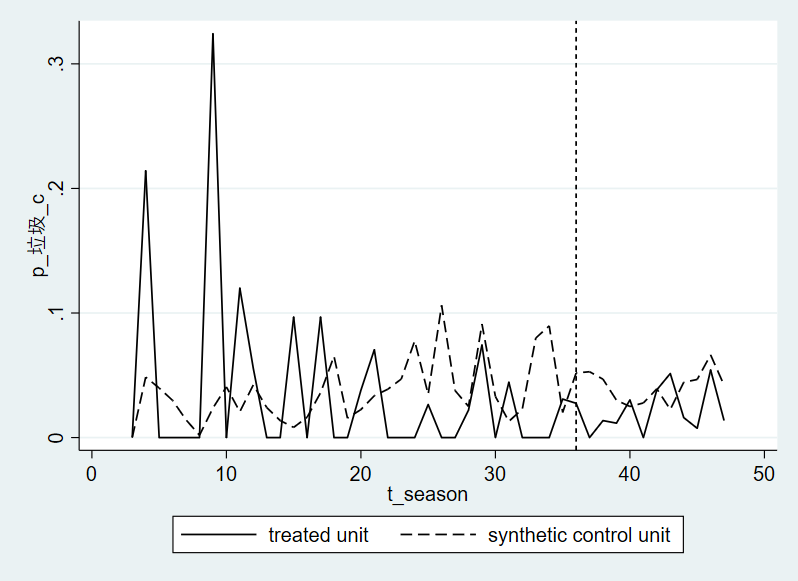 p_垃圾_c
.3
.2
.1
0
0 10 20 30 40 50
t_season
treated unit synthetic control unit